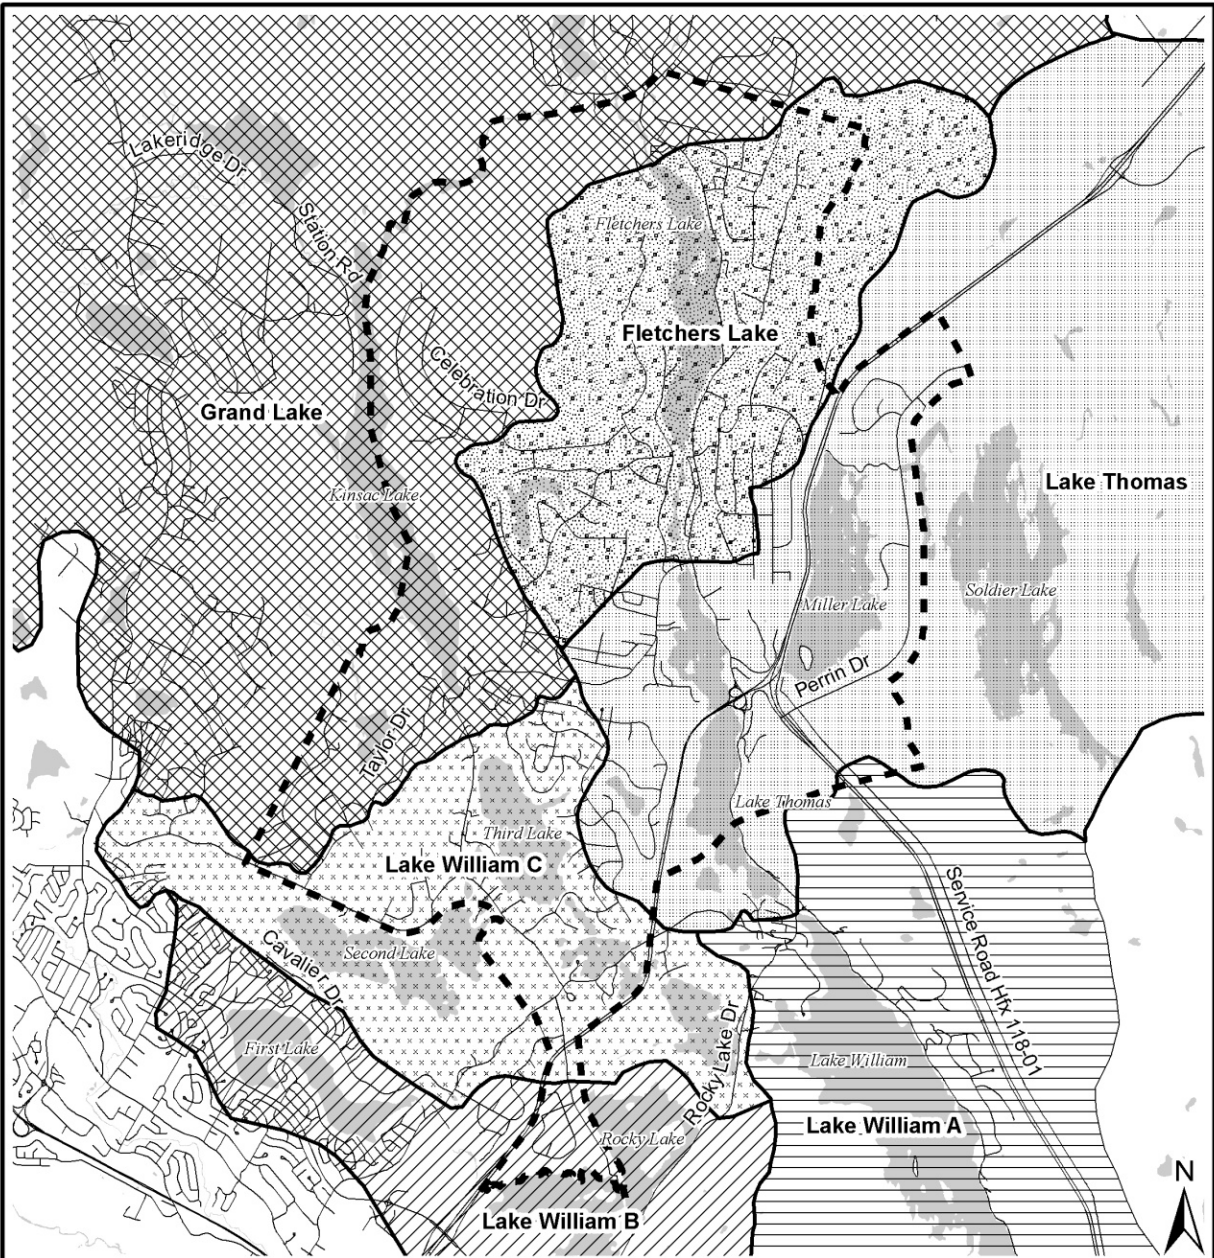 Lakeridge Dr
Station Rd
Fletchers Lake
Fletchers Lake
Celebration Dr
Grand Lake
Kinsac Lake
Lake Thomas
Miller Lake
Soldier Lake
Perrin Dr
Taylor Dr
Lake Thomas
Third Lake
Lake William C
Service Road Hfx 118-01
Cavalier Dr
Second Lake
First Lake
Rocky Lake Dr
Lake William
Rocky Lake
Lake William A
N
Lake William B